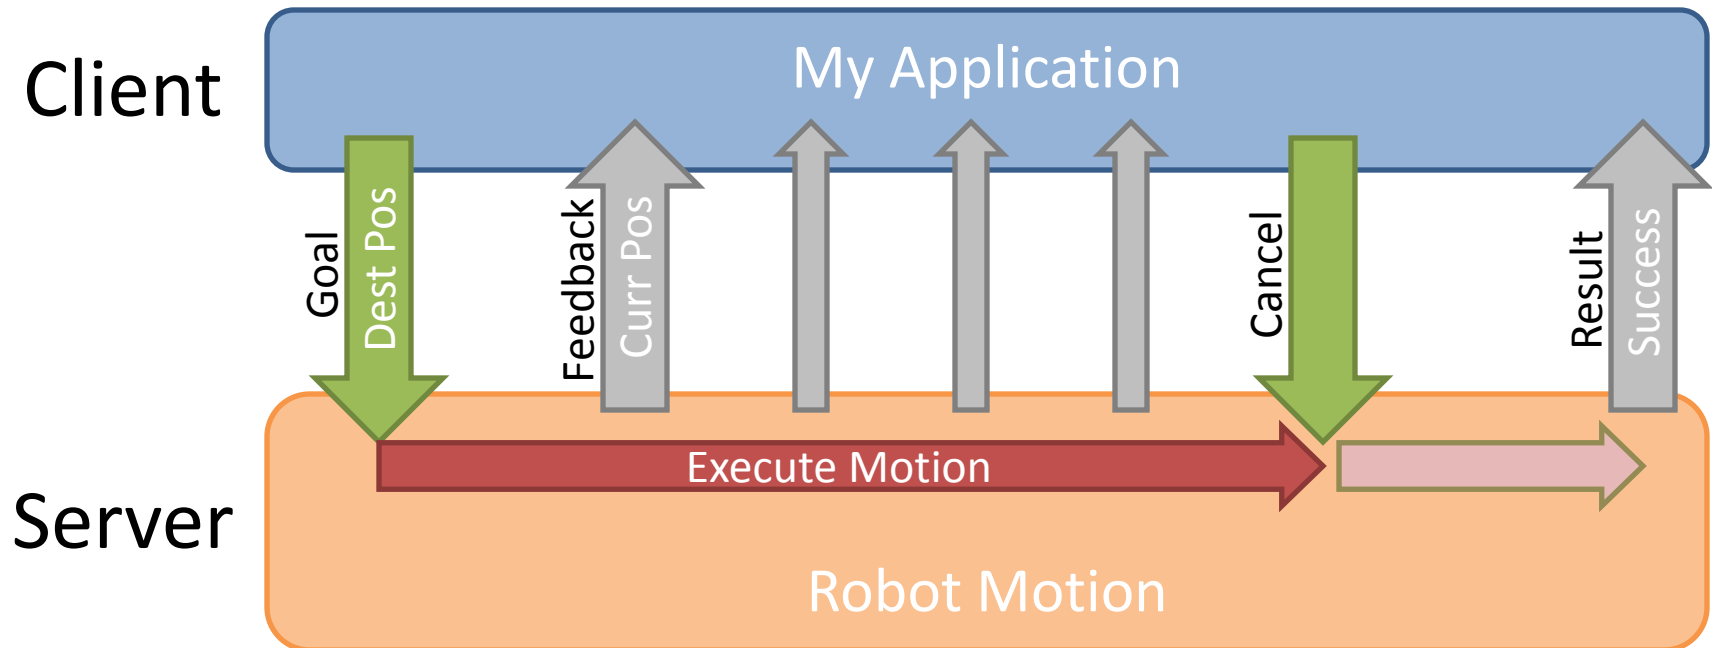 Client
My Application
Goal
Dest Pos
Feedback
Curr Pos
Cancel
Result
Success
Execute Motion
Server
Robot Motion